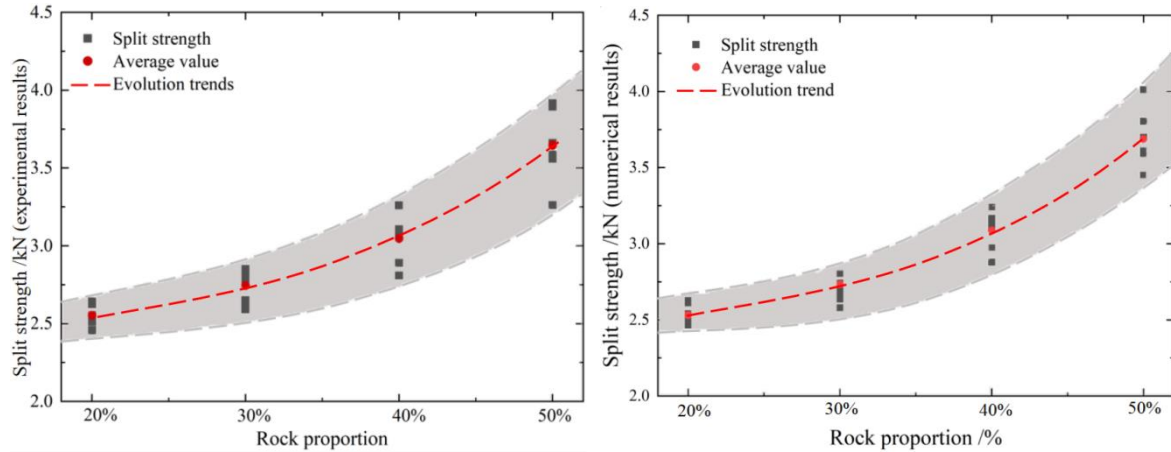 Split strength /kN (experimental results)
4.5
4.0
3.5
3.0
2.5
2.0
Split strength
Average value
Evolution trends
20%
30%
40%
50%
Rock proportion
Split strength /kN (numerical results)
4.5
4.0
3.5
3.0
2.5
2.0
Split strength
Average value
Evolution trend
20%
30%
40%
50%
Rock proportion /%